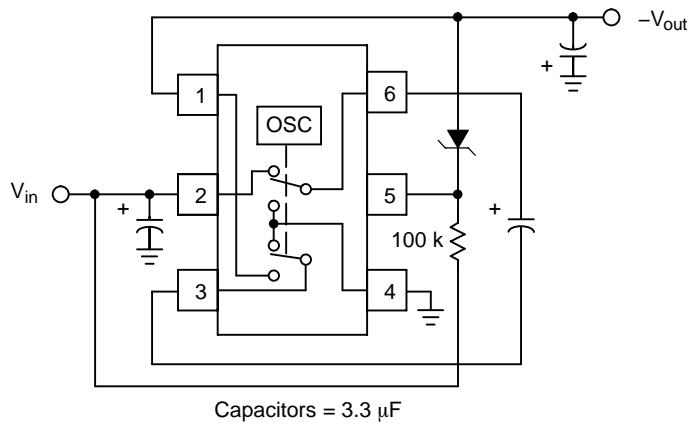 −Vout
+
1
6
OSC
Vin
2
5
+
+
100 k
3
4
Capacitors = 3.3 µF